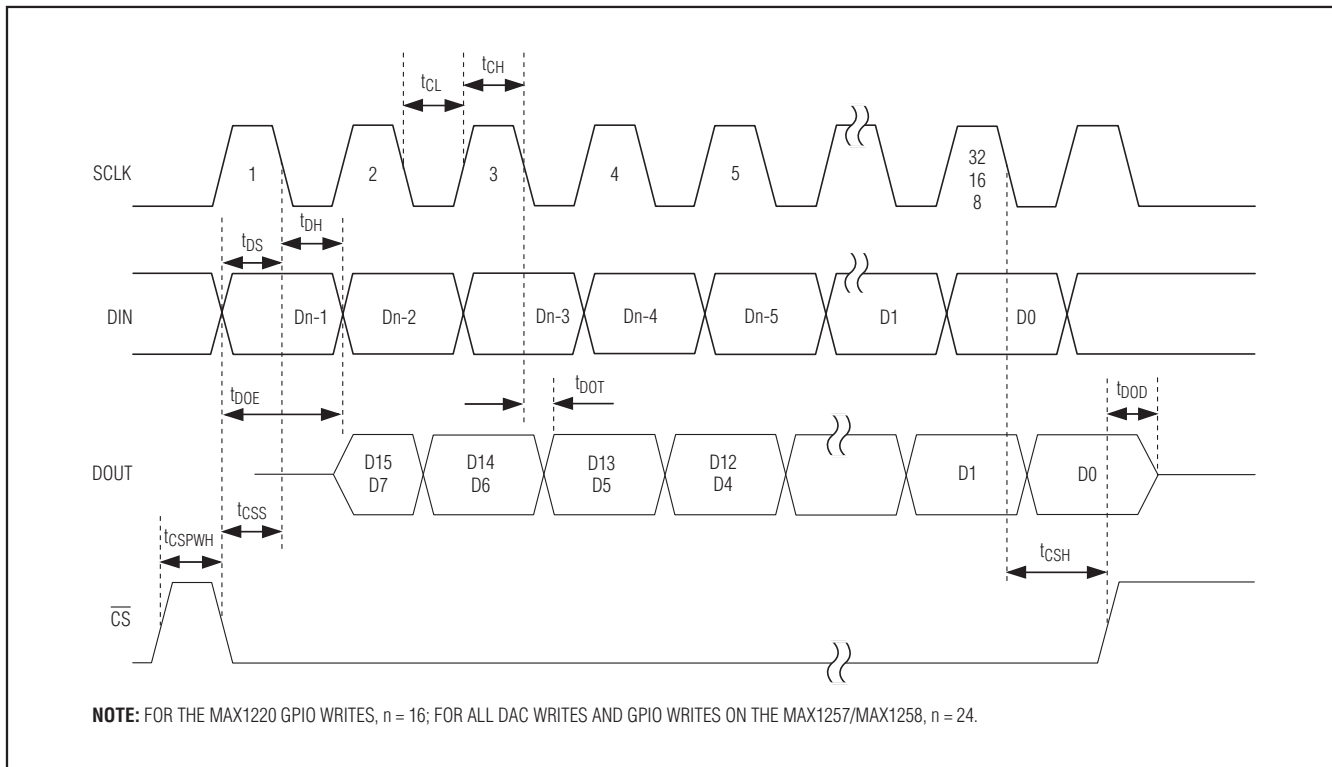 tCL
tCH
SCLK
1
2
3
4
5
32
16
8
tDS
tDH
DIN
Dn-1
Dn-2
Dn-3
Dn-4
Dn-5
D1
D0
tDOE
tDOT
tDOD
DOUT
D15
D7
D14
D6
D13
D5
D12
D4
D1
D0
tCSPWH
tCSS
tCSH
CS
NOTE: FOR THE MAX1220 GPIO WRITES, n = 16; FOR ALL DAC WRITES AND GPIO WRITES ON THE MAX1257/MAX1258, n = 24.